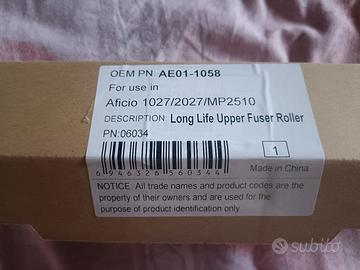 OEM PN: AE01-1058
For use in
Aficio 1027/2027/MP2510
DESCRIPTION: Long Life Upper Fuser Roller
PN:06034
6 946326 560344
1
Made in China
NOTICE: All trade names and product codes are the
property of their owners and are used for the
purpose of product identification only
subito